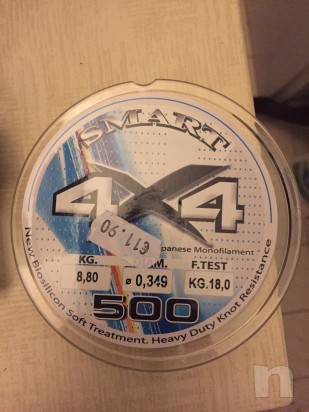 SMART
4X4
€11,90
panese Monofilament
KG. M. F.TEST
8,80 ø 0,349 KG.18,0
500
New Biosilicon Soft Treatment. Heavy Duty Knot Resistance
n